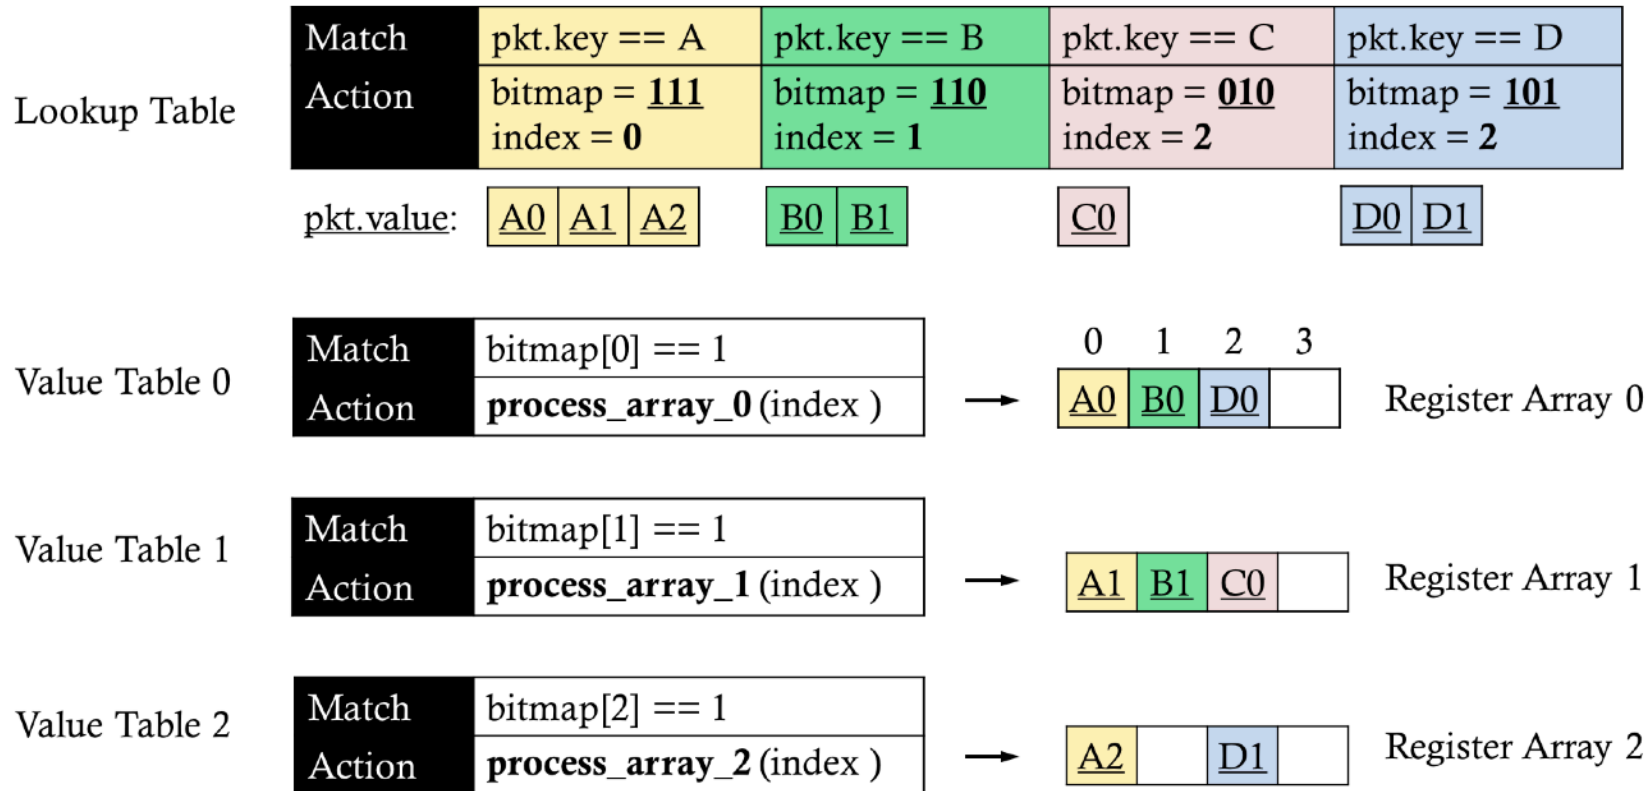 Match pkt.key == A pkt.key == B pkt.key == C pkt.key == D
Lookup Table Action bitmap = 111 bitmap = 110 bitmap = 010 bitmap = 101
index = 0 index = 1 index = 2 index = 2
pkt.value: A0 A1 A2 B0 B1 C0 D0 D1
0 1 2 3
Match bitmap[0] == 1
Value Table 0 Action process_array_0 (index ) A0 B0 D0 Register Array 0
Match bitmap[1] == 1
Value Table 1 Action process_array_1 (index ) A1 B1 C0 Register Array 1
Match bitmap[2] == 1
Value Table 2 Action process_array_2 (index ) A2 D1 Register Array 2